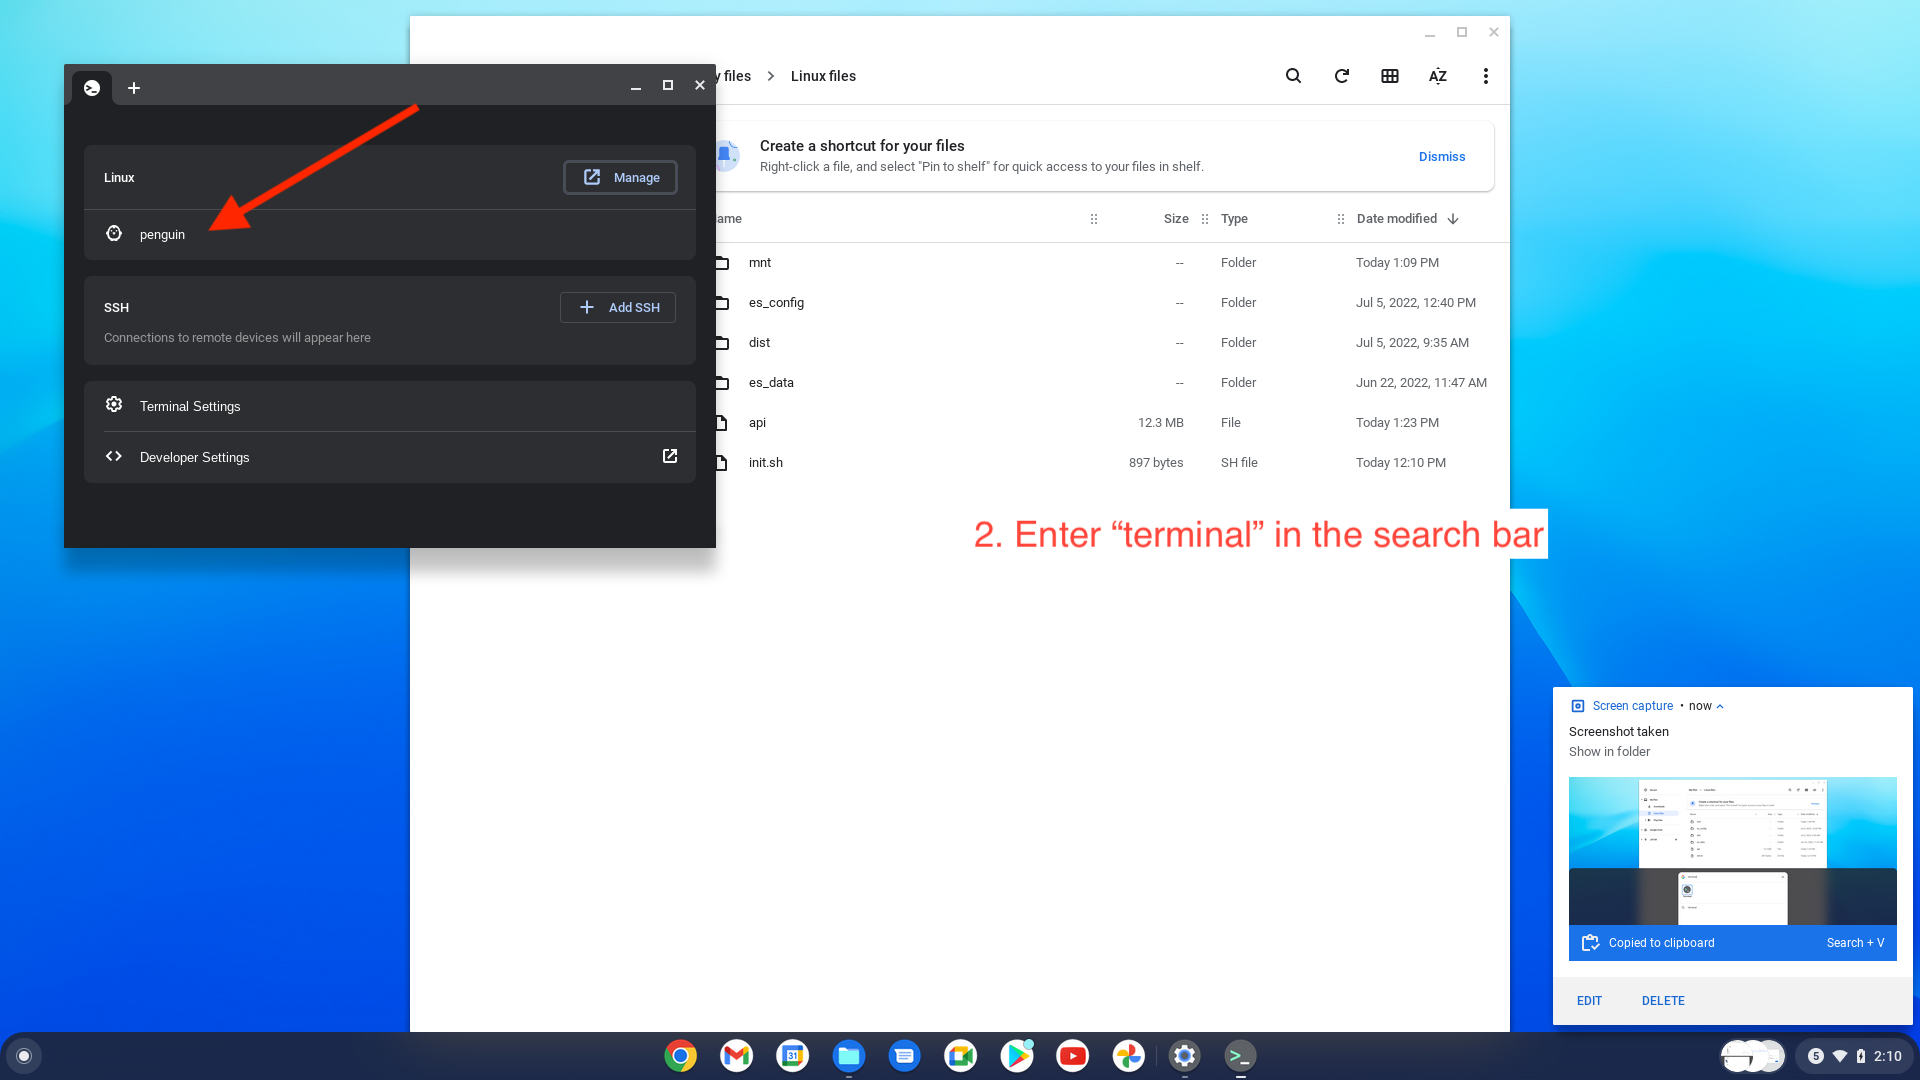 y files
Linux files
Linux
Manage
penguin
SSH
Add SSH
Connections to remote devices will appear here
Terminal Settings
Developer Settings
Create a shortcut for your files
Right-click a file, and select "Pin to shelf" for quick access to your files in shelf.
Dismiss
ame Size Type Date modified
mnt -- Folder Today 1:09 PM
es_config -- Folder Jul 5, 2022, 12:40 PM
dist -- Folder Jul 5, 2022, 9:35 AM
es_data -- Folder Jun 22, 2022, 11:47 AM
api 12.3 MB File Today 1:23 PM
init.sh 897 bytes SH file Today 12:10 PM
2. Enter “terminal” in the search bar
Screen capture • now
Screenshot taken
Show in folder
Copied to clipboard Search + V
EDIT DELETE
31
5 2:10